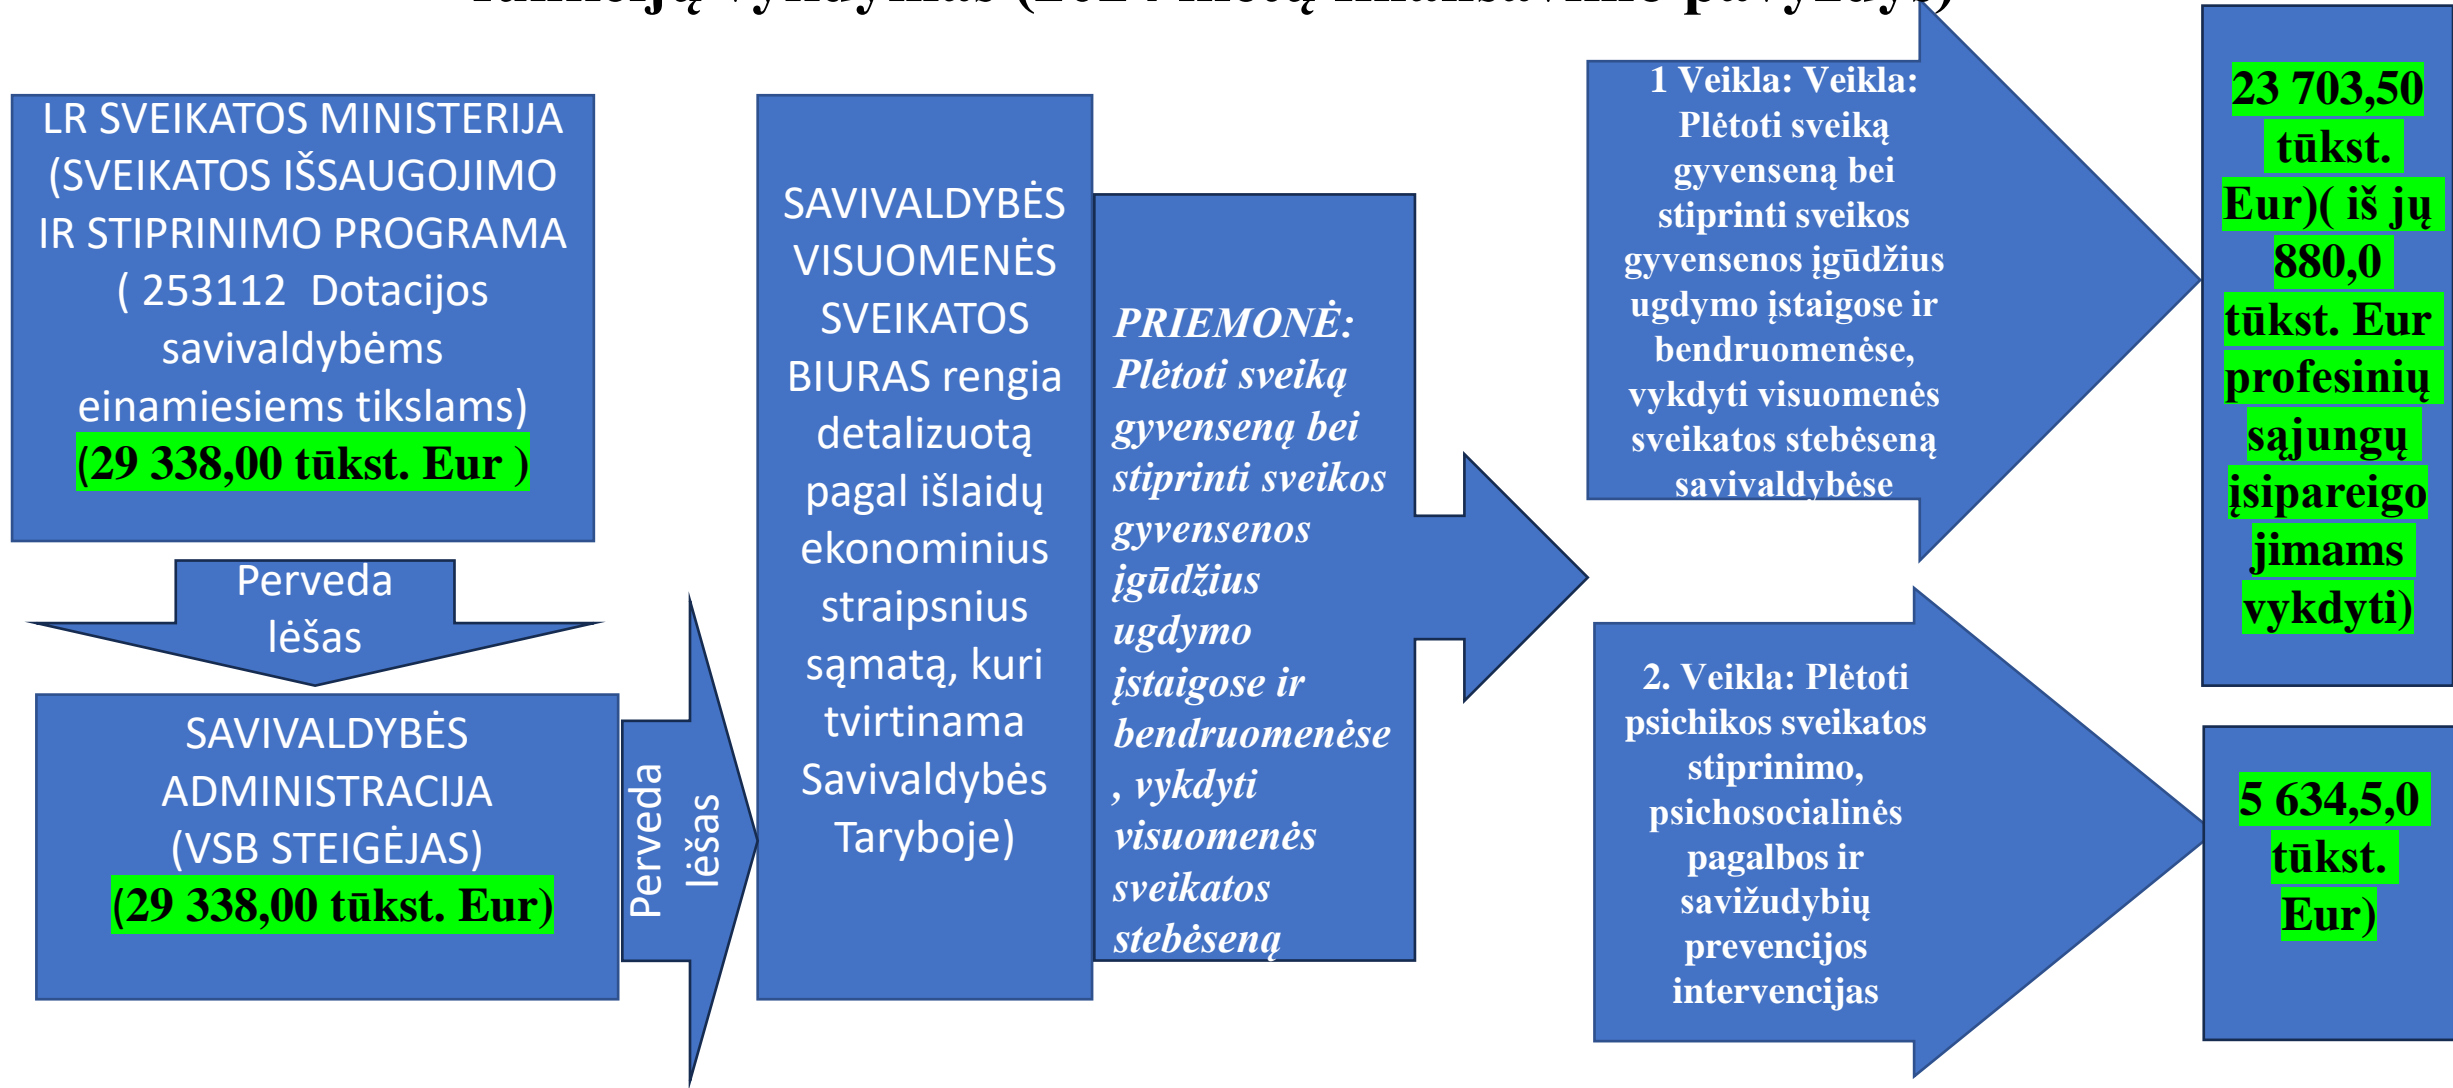 funkcijų vykdymas (2024 metų finansavimo pavyzdys)
LR SVEIKATOS MINISTERIJA
(SVEIKATOS IŠSAUGOJIMO
IR STIPRINIMO PROGRAMA
( 253112 Dotacijos
savivaldybėms
einamiesiems tikslams)
(29 338,00 tūkst. Eur )
Perveda
lėšas
SAVIVALDYBĖS
ADMINISTRACIJA
(VSB STEIGĖJAS)
(29 338,00 tūkst. Eur)
Perveda
lėšas
SAVIVALDYBĖS
VISUOMENĖS
SVEIKATOS
BIURAS rengia
detalizuotą
pagal išlaidų
ekonominius
straipsnius
sąmatą, kuri
tvirtinama
Savivaldybės
Taryboje)
PRIEMONĖ:
Plėtoti sveiką
gyvenseną bei
stiprinti sveikos
gyvensenos
įgūdžius
ugdymo
įstaigose ir
bendruomenėse
, vykdyti
visuomenės
sveikatos
stebėseną
1 Veikla: Veikla:
Plėtoti sveiką
gyvenseną bei
stiprinti sveikos
gyvensenos įgūdžius
ugdymo įstaigose ir
bendruomenėse,
vykdyti visuomenės
sveikatos stebėseną
savivaldybėse
23 703,50
tūkst.
Eur)( iš jų
880,0
tūkst. Eur
profesinių
sąjungų
įsipareigo
jimams
vykdyti)
2. Veikla: Plėtoti
psichikos sveikatos
stiprinimo,
psichosocialinės
pagalbos ir
savižudybių
prevencijos
intervencijas
5 634,5,0
tūkst.
Eur)